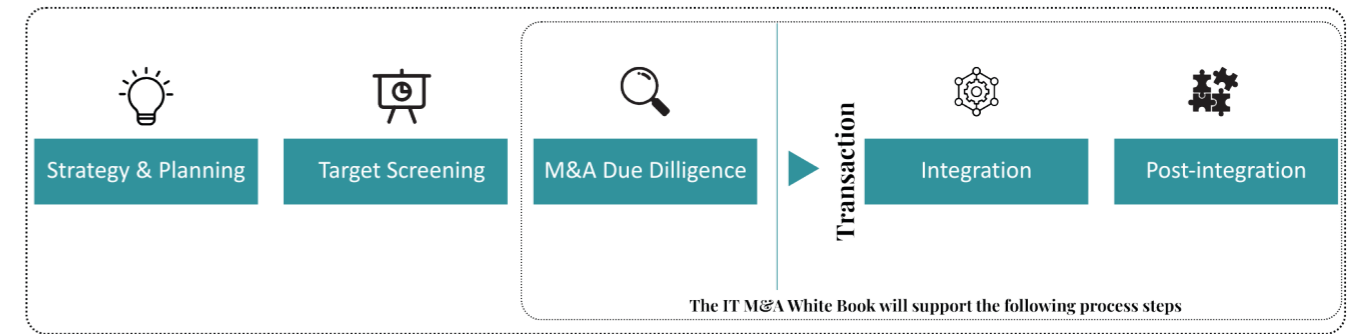 Strategy & Planning
Target Screening
M&A Due Dilligence
Transaction
Integration
Post-integration
The IT M&A White Book will support the following process steps